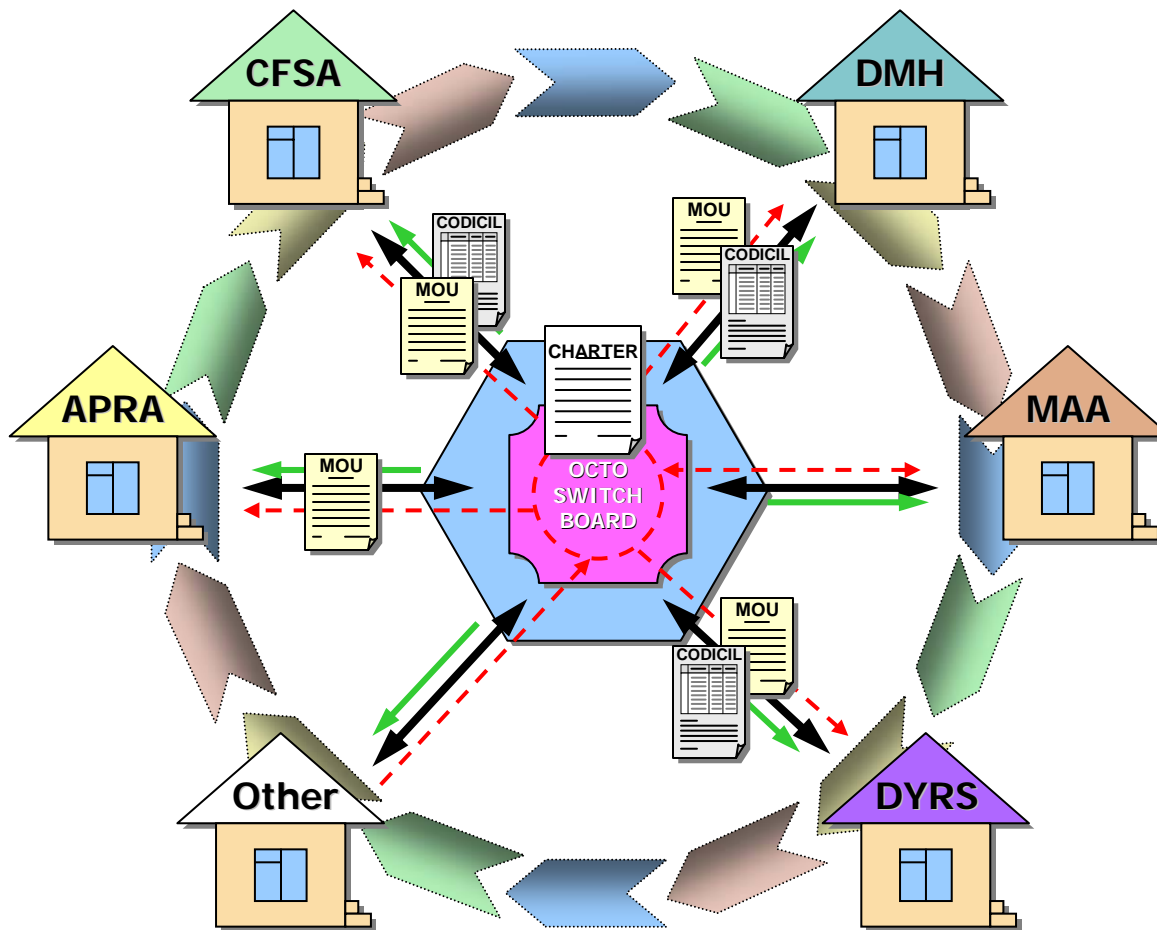 CFSA
DMH
MOU
CODICIL
CODICIL
MOU
CHARTER
APRA
MAA
MOU
OCTO
SWITCH
BOARD
MOU
CODICIL
Other
DYRS